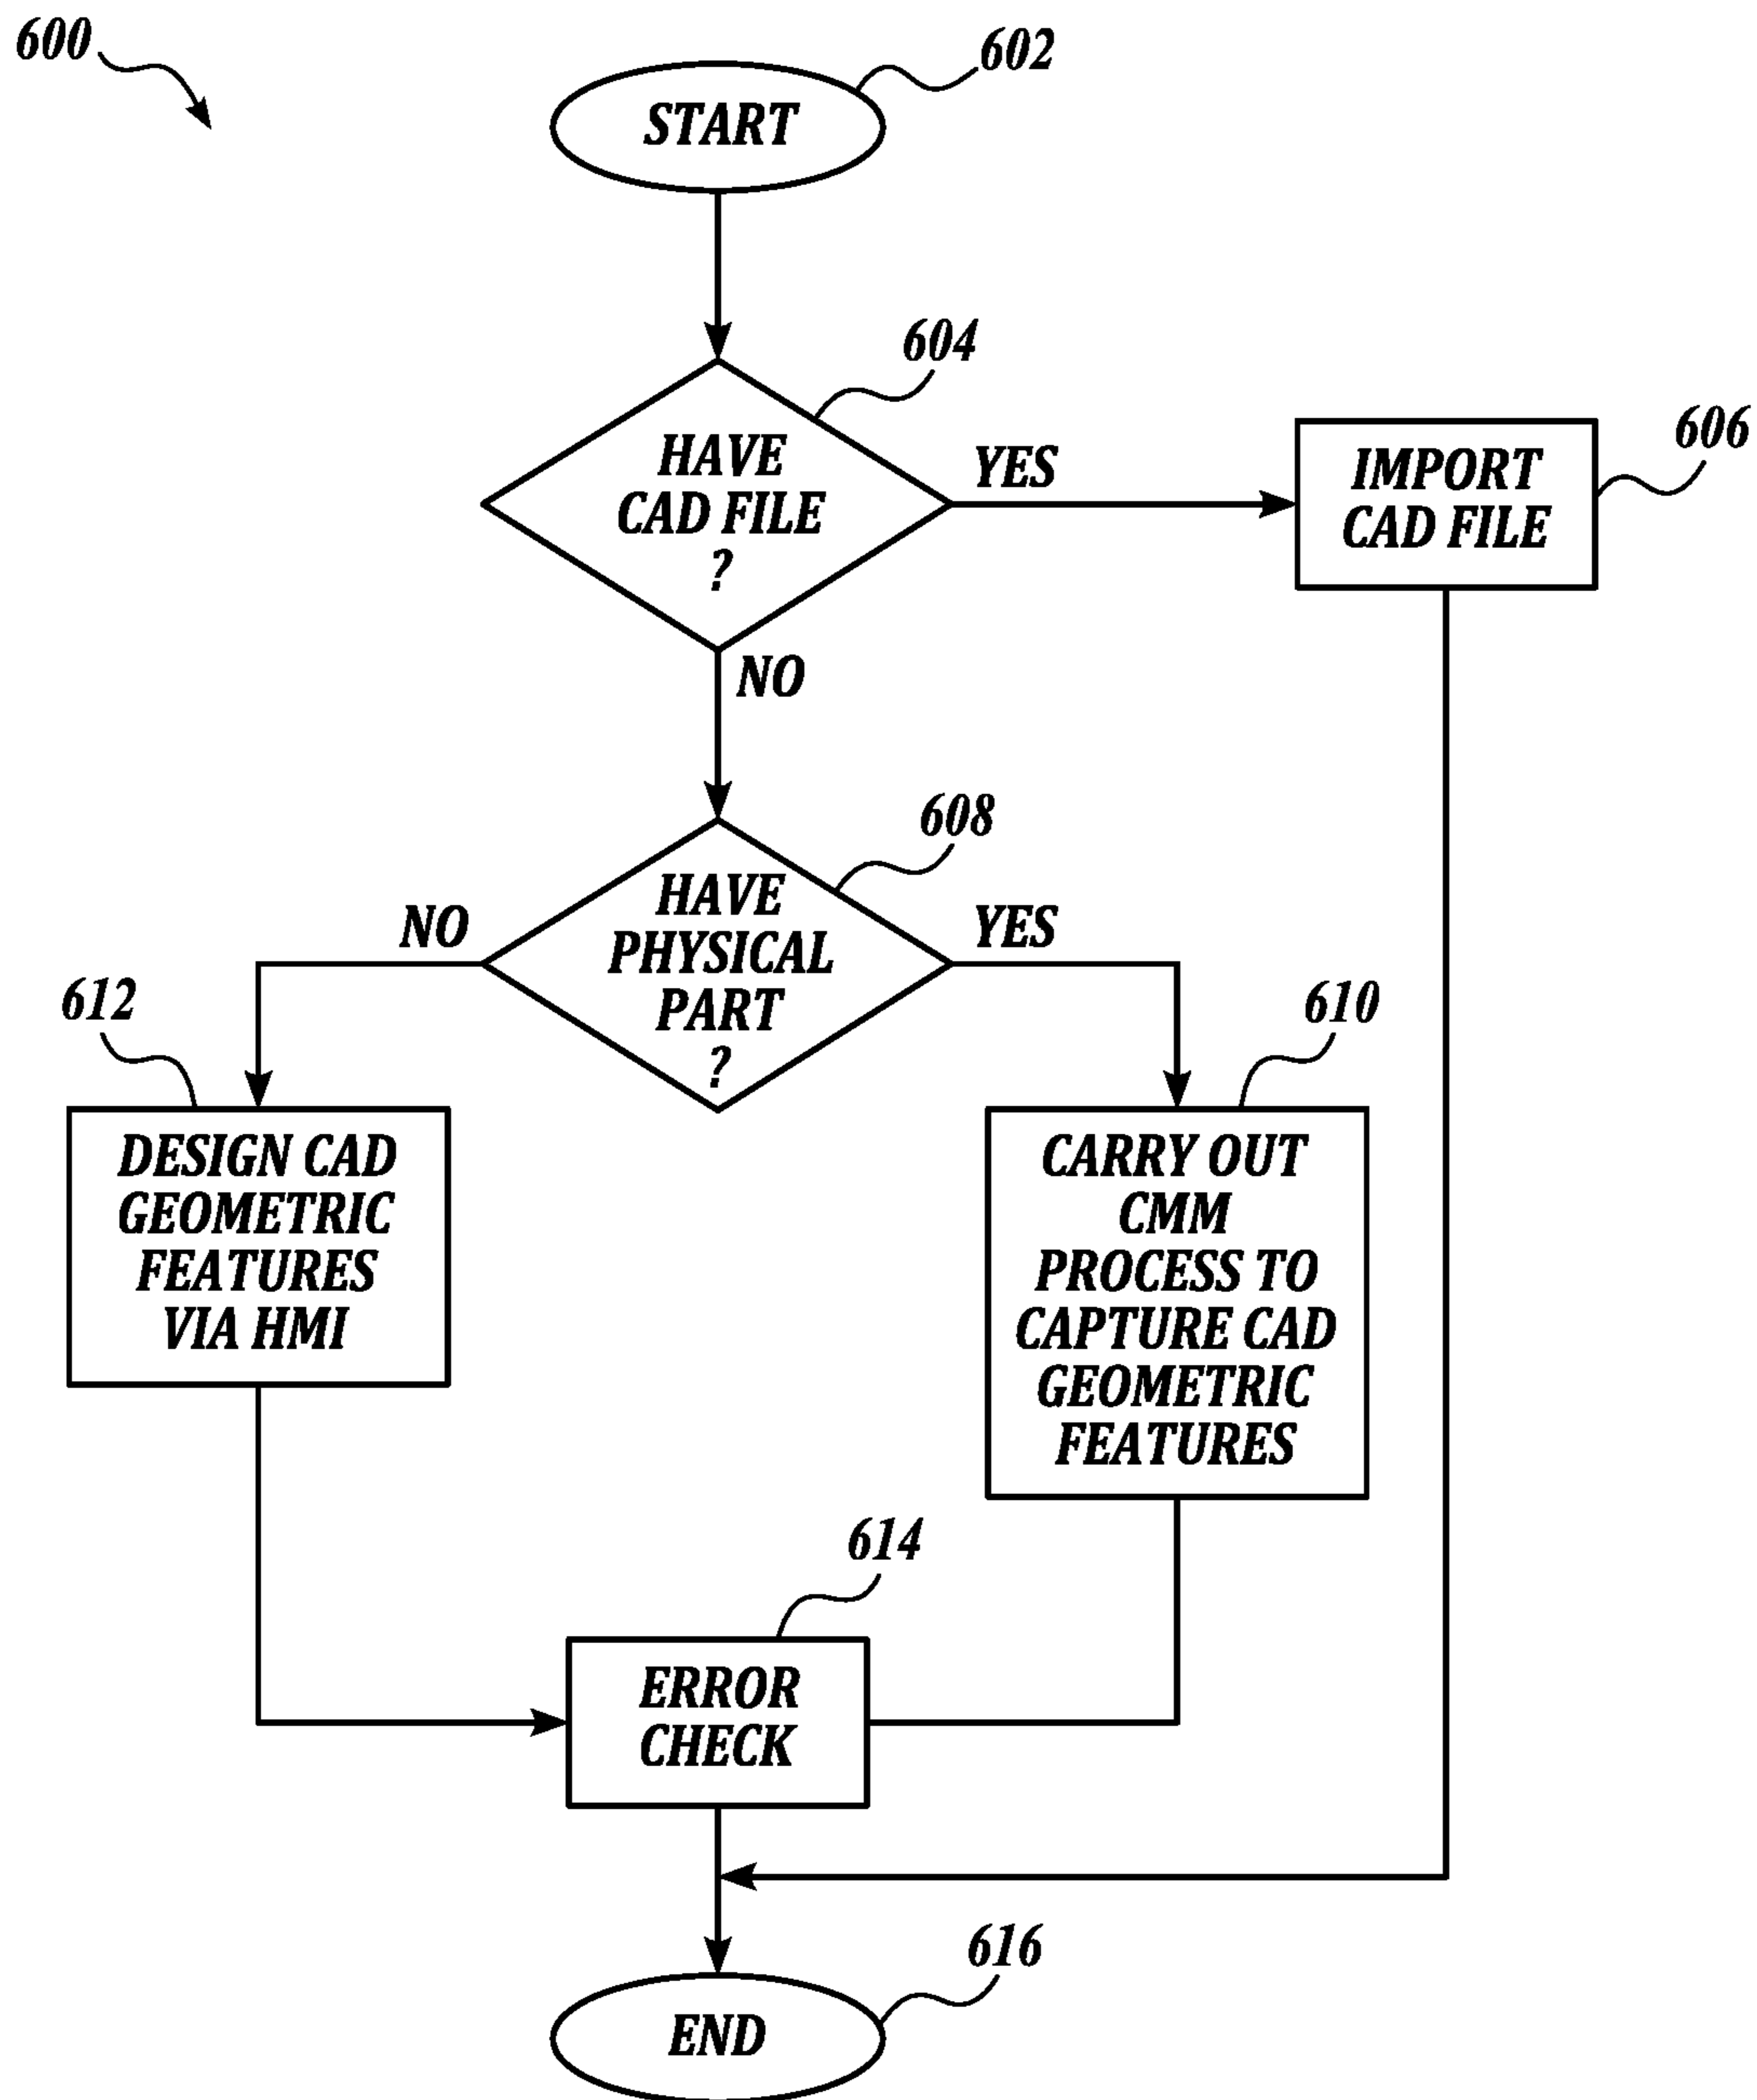 600
602
START
604
HAVE
CAD FILE
?
YES
606
IMPORT
CAD FILE
NO
608
HAVE
PHYSICAL
PART
?
NO
YES
612
610
DESIGN CAD
GEOMETRIC
FEATURES
VIA HMI
CARRY OUT
CMM
PROCESS TO
CAPTURE CAD
GEOMETRIC
FEATURES
614
ERROR
CHECK
616
END